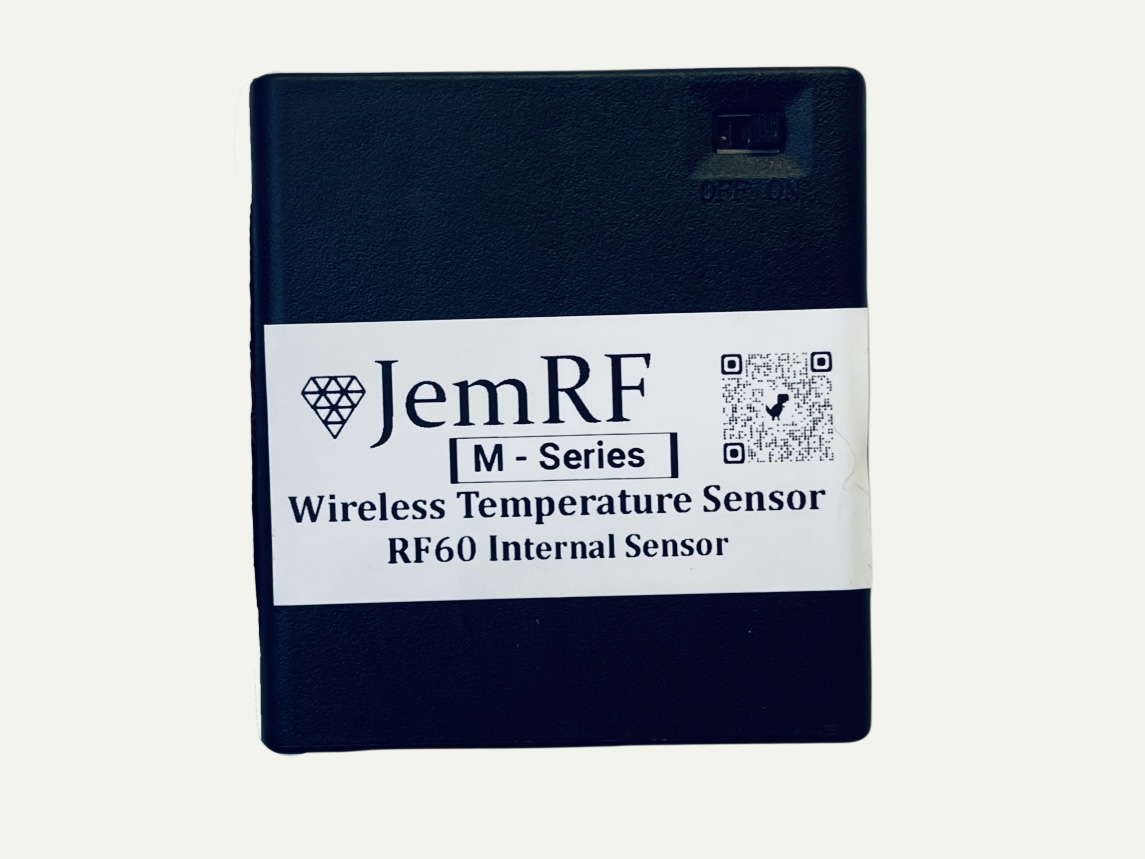 OFF ON
JemRF
M - Series
Wireless Temperature Sensor
RF60 Internal Sensor